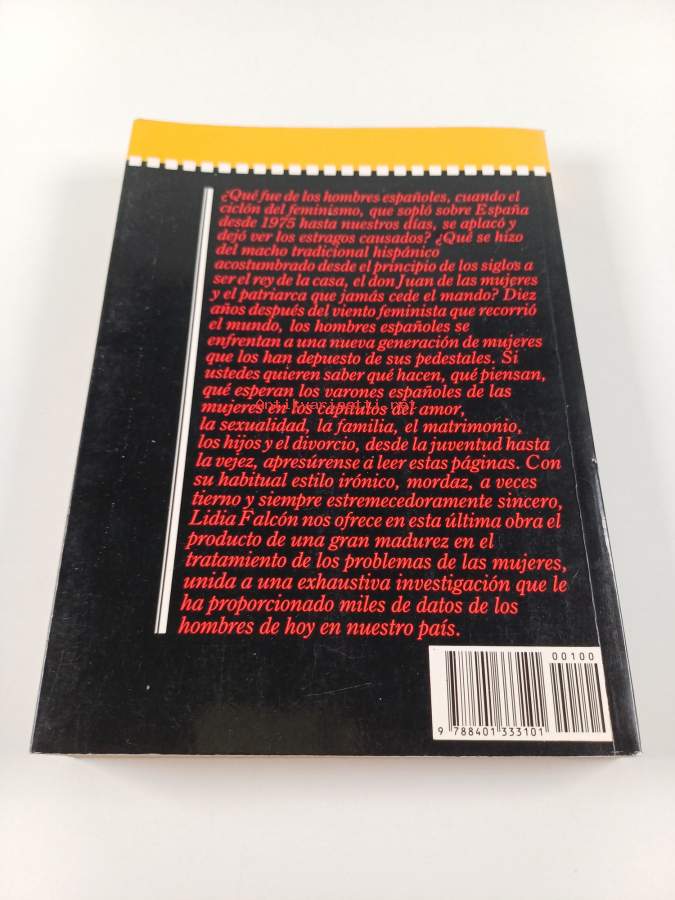 ¿Qué fue de los hombres españoles, cuando el
ciclón del feminismo, que sopló sobre España
desde 1975 hasta nuestros días, se aplacó y
dejó ver los estragos causados? ¿Qué se hizo
del macho tradicional hispánico
acostumbrado desde el principio de los siglos a
ser el rey de la casa, el don Juan de las mujeres
y el patriarca que jamás cede el mando? Diez
años después del viento feminista que recorrió
el mundo, los hombres españoles se
enfrentan a una nueva generación de mujeres
que los han depuesto de sus pedestales. Si
ustedes quieren saber qué hacen, qué piensan,
qué esperan los varones españoles de las
mujeres en los capítulos del amor,
la sexualidad, la familia, el matrimonio,
los hijos y el divorcio, desde la juventud hasta
la vejez, apresúrense a leer estas páginas. Con
su habitual estilo irónico, mordaz, a veces
tierno y siempre estremecedoramente sincero,
Lidia Falcón nos ofrece en esta última obra el
producto de una gran madurez en el
tratamiento de los problemas de las mujeres,
unida a una exhaustiva investigación que le
ha proporcionado miles de datos de los
hombres de hoy en nuestro país.
00100
9 788401 333101